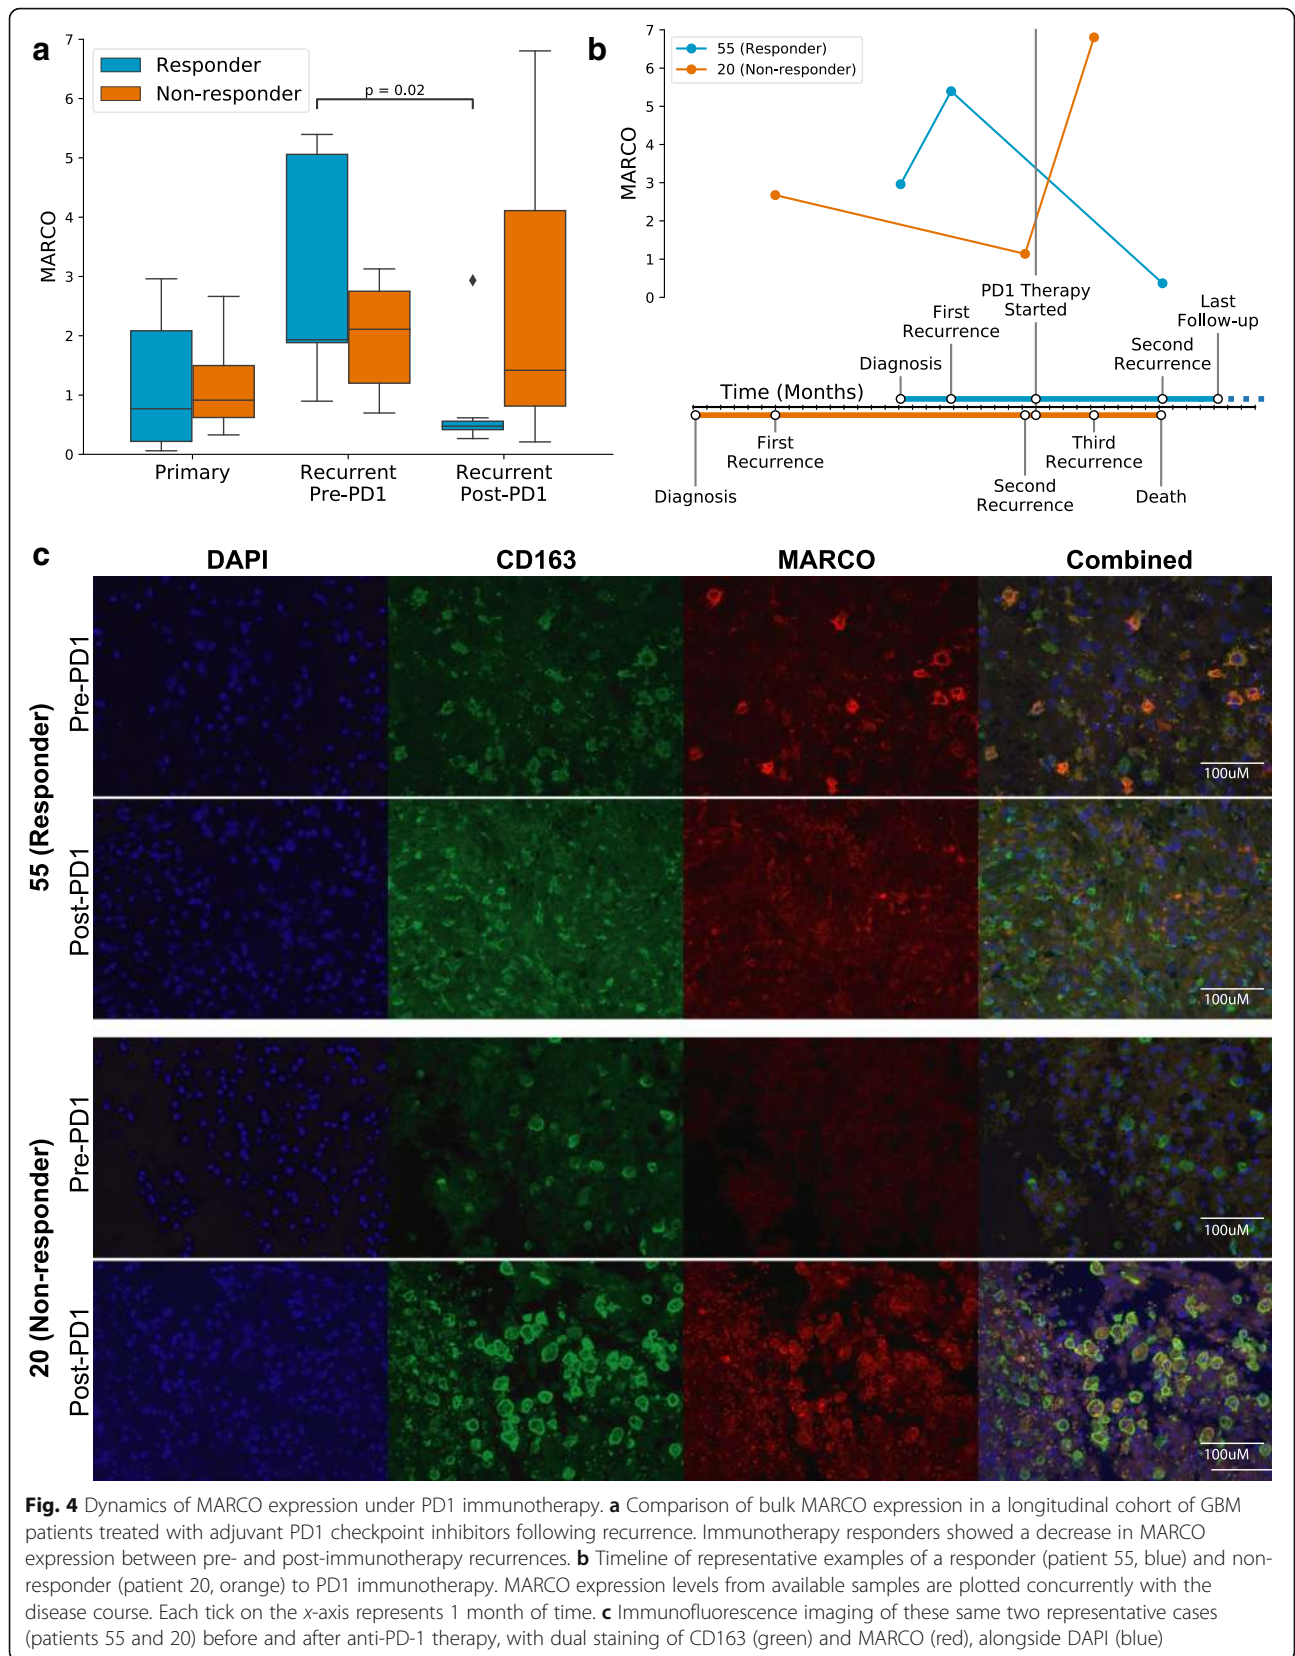 a
7
6
5
4
3
2
1
0
MARCO
Responder
Non-responder
p = 0.02
Primary
Recurrent
Pre-PD1
Recurrent
Post-PD1
b
7
6
5
4
3
2
1
0
MARCO
55 (Responder)
20 (Non-responder)
PD1 Therapy
Started
First
Recurrence
Last
Follow-up
Diagnosis
Second
Recurrence
Time (Months)
First
Recurrence
Third
Recurrence
Diagnosis
Second
Recurrence
Death
c
DAPI
CD163
MARCO
Combined
55 (Responder)
Pre-PD1
100uM
Post-PD1
100uM
20 (Non-responder)
Pre-PD1
100uM
Post-PD1
100uM
Fig. 4 Dynamics of MARCO expression under PD1 immunotherapy. a Comparison of bulk MARCO expression in a longitudinal cohort of GBM
patients treated with adjuvant PD1 checkpoint inhibitors following recurrence. Immunotherapy responders showed a decrease in MARCO
expression between pre- and post-immunotherapy recurrences. b Timeline of representative examples of a responder (patient 55, blue) and non-
responder (patient 20, orange) to PD1 immunotherapy. MARCO expression levels from available samples are plotted concurrently with the
disease course. Each tick on the x-axis represents 1 month of time. c Immunofluorescence imaging of these same two representative cases
(patients 55 and 20) before and after anti-PD-1 therapy, with dual staining of CD163 (green) and MARCO (red), alongside DAPI (blue)